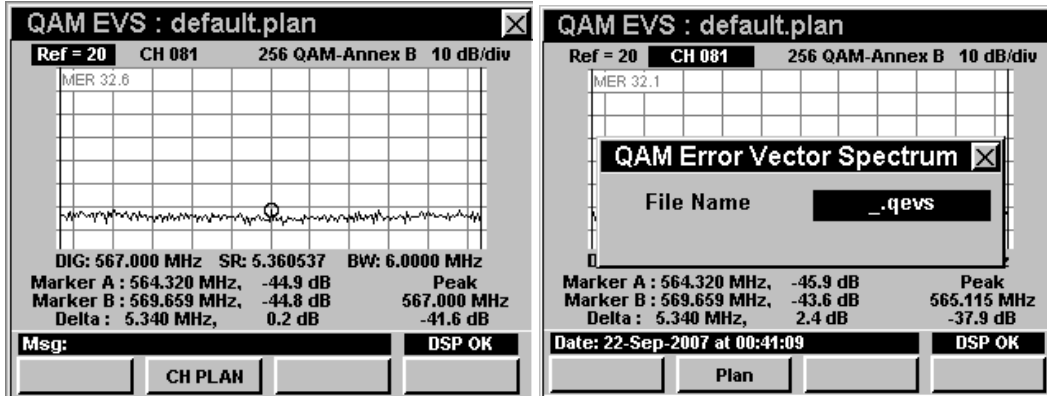 QAM EVS : default.plan
Ref = 20 CH 081 256 QAM-Annex B 10 dB/div
MER 32.6
DIG: 567.000 MHz SR: 5.360537 BW: 6.0000 MHz
Marker A : 564.320 MHz, -44.9 dB Peak
Marker B : 569.659 MHz, -44.8 dB 567.000 MHz
Delta : 5.340 MHz, 0.2 dB -41.6 dB
Msg: DSP OK
CH PLAN
QAM EVS : default.plan
Ref = 20 CH 081 256 QAM-Annex B 10 dB/div
MER 32.1
QAM Error Vector Spectrum
File Name _.qevs
Marker A : 564.320 MHz, -45.9 dB Peak
Marker B : 569.659 MHz, -43.6 dB 565.115 MHz
Delta : 5.340 MHz, 2.4 dB -37.9 dB
Date: 22-Sep-2007 at 00:41:09 DSP OK
Plan